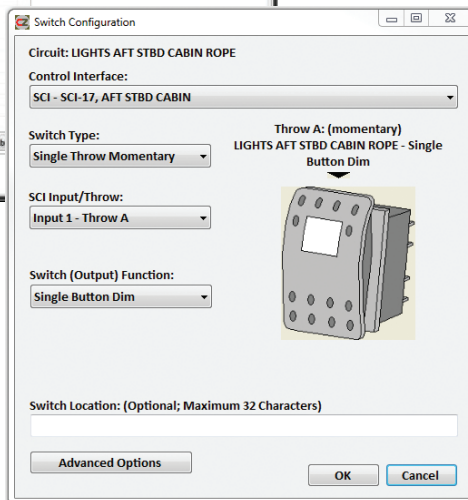 CZ Switch Configuration
Circuit: LIGHTS AFT STBD CABIN ROPE
Control Interface:
SCI - SCI-17, AFT STBD CABIN
Switch Type:
Single Throw Momentary
Throw A: (momentary)
LIGHTS AFT STBD CABIN ROPE - Single
Button Dim
SCI Input/Throw:
Input 1 - Throw A
Switch (Output) Function:
Single Button Dim
Switch Location: (Optional; Maximum 32 Characters)
Advanced Options
OK
Cancel